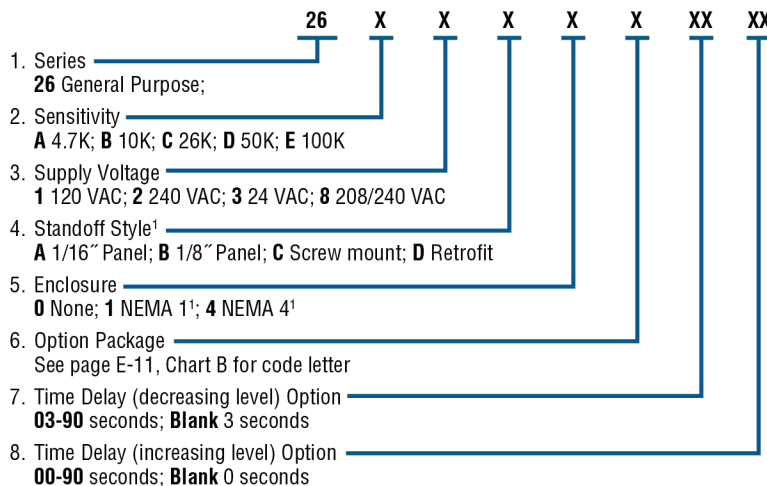 26 X X X X X XX XX
1. Series
26 General Purpose;
2. Sensitivity
A 4.7K; B 10K; C 26K; D 50K; E 100K
3. Supply Voltage
1 120 VAC; 2 240 VAC; 3 24 VAC; 8 208/240 VAC
4. Standoff Style¹
A 1/16˝ Panel; B 1/8˝ Panel; C Screw mount; D Retrofit
5. Enclosure
0 None; 1 NEMA 1¹; 4 NEMA 4¹
6. Option Package
See page E-11, Chart B for code letter
7. Time Delay (decreasing level) Option
03-90 seconds; Blank 3 seconds
8. Time Delay (increasing level) Option
00-90 seconds; Blank 0 seconds